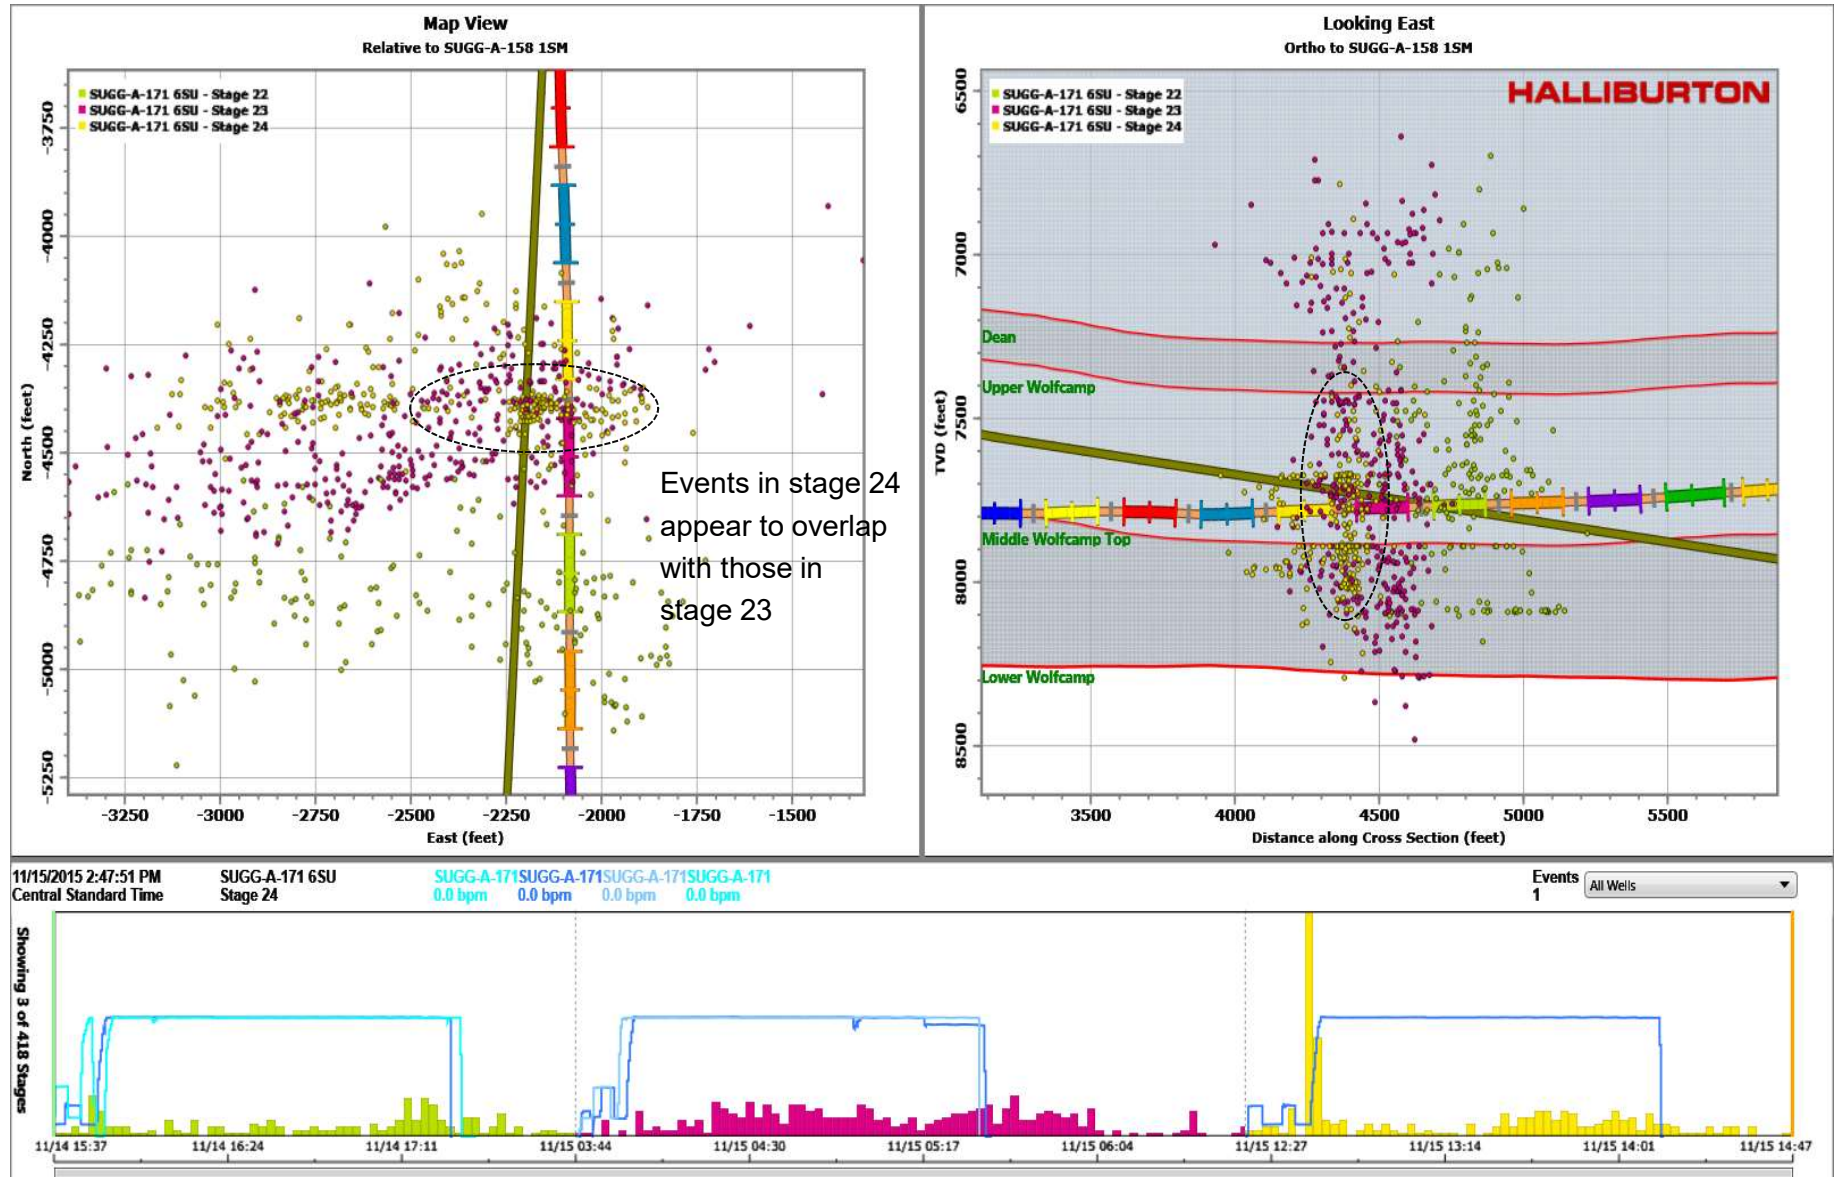 Map View
Relative to SUGG-A-158 1SM
SUGG-A-171 6SU - Stage 22
SUGG-A-171 6SU - Stage 23
SUGG-A-171 6SU - Stage 24
North (feet)
-3750
-4000
-4250
-4500
-4750
-5000
-5250
-3250 -3000 -2750 -2500 -2250 -2000 -1750 -1500
East (feet)
Events in stage 24
appear to overlap
with those in
stage 23
Looking East
Ortho to SUGG-A-158 1SM
SUGG-A-171 6SU - Stage 22
SUGG-A-171 6SU - Stage 23
SUGG-A-171 6SU - Stage 24
HALLIBURTON
TVD (feet)
6500
7000
7500
8000
8500
Dean
Upper Wolfcamp
Middle Wolfcamp Top
Lower Wolfcamp
3500 4000 4500 5000 5500
Distance along Cross Section (feet)
11/15/2015 2:47:51 PM SUGG-A-171 6SU SUGG-A-171 SUGG-A-171 SUGG-A-171 SUGG-A-171 Events All Wells
Central Standard Time Stage 24 0.0 bpm 0.0 bpm 0.0 bpm 0.0 bpm 1
Showing 3 of 418 Stages
11/14 15:37 11/14 16:24 11/14 17:11 11/15 03:44 11/15 04:30 11/15 05:17 11/15 06:04 11/15 12:27 11/15 13:14 11/15 14:01 11/15 14:47